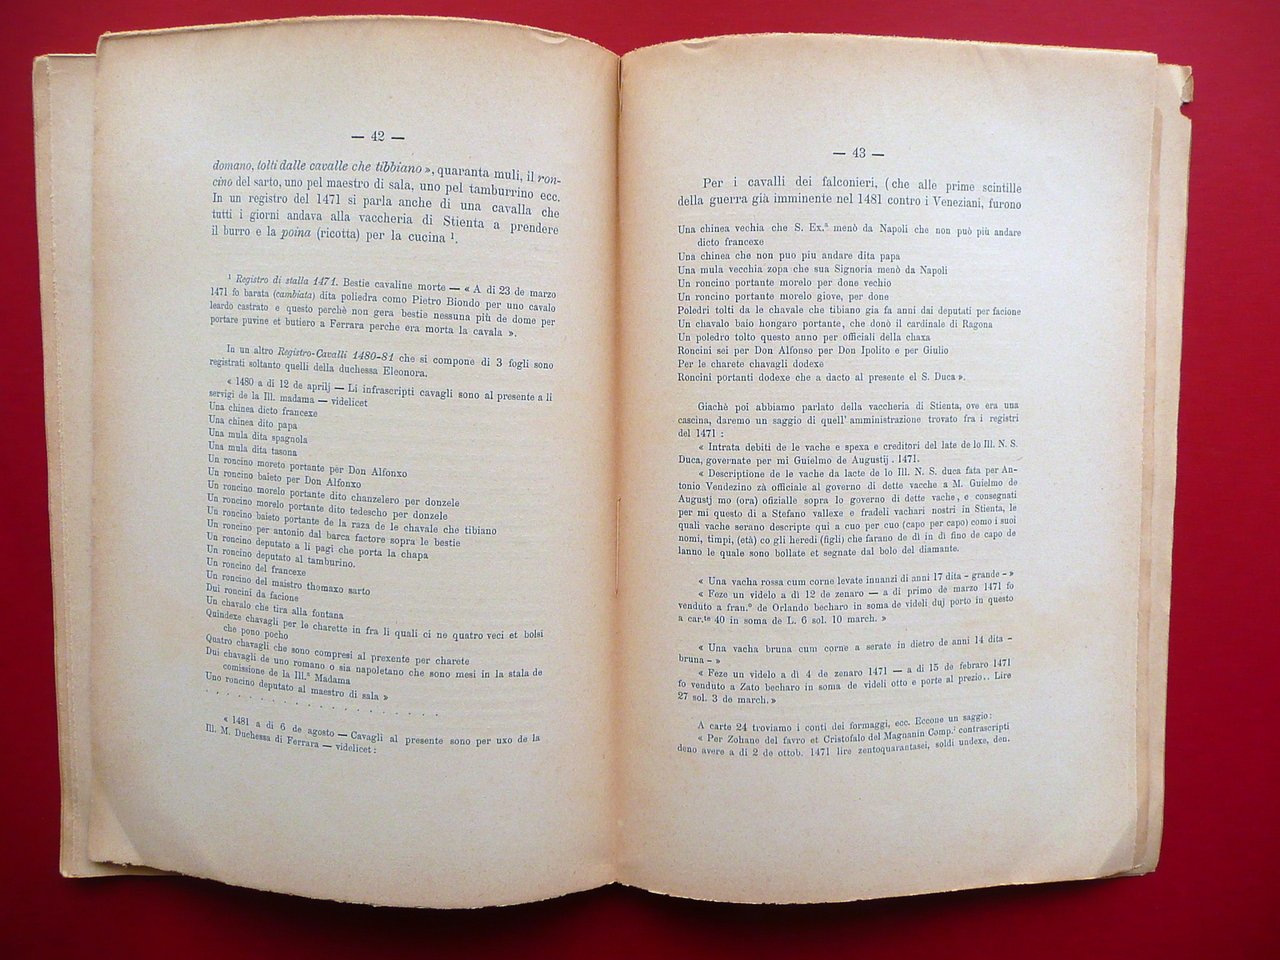 — 42 —
domano, tolti dalle cavalle che tibbiano », quaranta muli, il ron-
cino del sarto, uno pel maestro di sala, uno pel tamburrino ecc.
In un registro del 1471 si parla anche di una cavalla che
tutti i giorni andava alla vaccheria di Stienta a prendere
il burro e la poina (ricotta) per la cucina ¹.
¹ Registro di stalla 1471. Bestie cavaline morte — « A di 23 de marzo
1471 fo barata (cambiata) dita poliedra como Pietro Biondo per uno cavalo
leardo castrato e questo perchè non gera bestie nessuna più de dome per
portare puvine et butiero a Ferrara perche era morta la cavala ».
In un altro Registro-Cavalli 1480-81 che si compone di 3 fogli sono
registrati soltanto quelli della duchessa Eleonora.
« 1480 a di 12 de aprilj — Li infrascripti cavagli sono al presente a li
servigi de la Ill. madama — videlicet
Una chinea dicto francexe
Una chinea dito papa
Una mula dita spagnola
Una mula dita tasona
Un roncino moreto portante per Don Alfonxo
Un roncino baieto per Don Alfonxo
Un roncino morelo portante dito chanzelero per donzele
Un roncino morelo portante dito tedescho per donzele
Un roncino baieto portante de la raza de le chavale che tibiano
Un roncino per antonio dal barca factore sopra le bestie
Un roncino deputato a li pagi che porta la chapa
Un roncino deputato al tamburino.
Un roncino del francexe
Un roncino del maistro thomaxo sarto
Dui roncini da facione
Un chavalo che tira alla fontana
Quindexe chavagli per le charette in fra li quali ci ne quatro veci et bolsi
che pono pocho
Quatro chavagli che sono compresi al prexente per charete
Dui chavagli de uno romano o sia napoletano che sono mesi in la stala de
comissione de la Ill.ª Madama
Uno roncino deputato al maestro di sala »
. . . . . . . . . . . . . . . . . .
« 1481 a di 6 de agosto — Cavagli al presente sono per uxo de la
Ill. M. Duchessa di Ferrara — videlicet :
— 43 —
Per i cavalli dei falconieri, (che alle prime scintille
della guerra già imminente nel 1481 contro i Veneziani, furono
Una chinea vechia che S. Ex.ª menò da Napoli che non può più andare
dicto francexe
Una chinea che non puo piu andare dita papa
Una mula vecchia zopa che sua Signoria menò da Napoli
Un roncino portante morelo per done vechio
Un roncino portante morelo giove, per done
Poledri tolti da le chavale che tibiano gia fa anni dai deputati per facione
Un chavalo baio hongaro portante, che donò il cardinale di Ragona
Un poledro tolto questo anno per officiali della chaxa
Roncini sei per Don Alfonso per Don Ipolito e per Giulio
Per le charete chavagli dodexe
Roncini portanti dodexe che a dacto al presente el S. Duca ».
Giachè poi abbiamo parlato della vaccheria di Stienta, ove era una
cascina, daremo un saggio di quell' amministrazione trovato fra i registri
del 1471 :
« Intrata debiti de le vache e spexa e creditori del late de lo Ill. N. S.
Duca, governate per mi Guielmo de Augustij . 1471.
« Descriptione de le vache da lacte de lo Ill. N. S. duca fata per An-
tonio Vendezino zà officiale al governo di dette vacche a M. Guielmo de
Augustj mo (ora) ofizialle sopra lo governo di dette vache, e consegnati
per mi questo di a Stefano vallexe e fradeli vachari nostri in Stienta, le
quali vache serano descripte qui a cuo per cuo (capo per capo) como i suoi
nomi, timpi, (età) co gli heredi (figli) che farano de di in di fino de capo de
lanno le quale sono bollate et segnate dal bolo del diamante.
« Una vacha rossa cum corne levate innanzi di anni 17 dita - grande - »
« Feze un videlo a dì 12 de zenaro — a di primo de marzo 1471 fo
venduto a fran.º de Orlando becharo in soma de videli duj porto in questo
a car.te 40 in soma de L. 6 sol. 10 march. »
« Una vacha bruna cum corne a serate in dietro de anni 14 dita -
bruna - »
« Feze un videlo a di 4 de zenaro 1471 — a di 15 de febraro 1471
fo venduto a Zato becharo in soma de videli otto e porte al prezio.. Lire
27 sol. 3 de march. »
A carte 24 troviamo i conti dei formaggi, ecc. Eccone un saggio :
« Per Zohane del favro et Cristofalo del Magnanin Comp.i contrascripti
deno avere a di 2 de ottob. 1471 lire zentoquarantasei, soldi undexe, den.